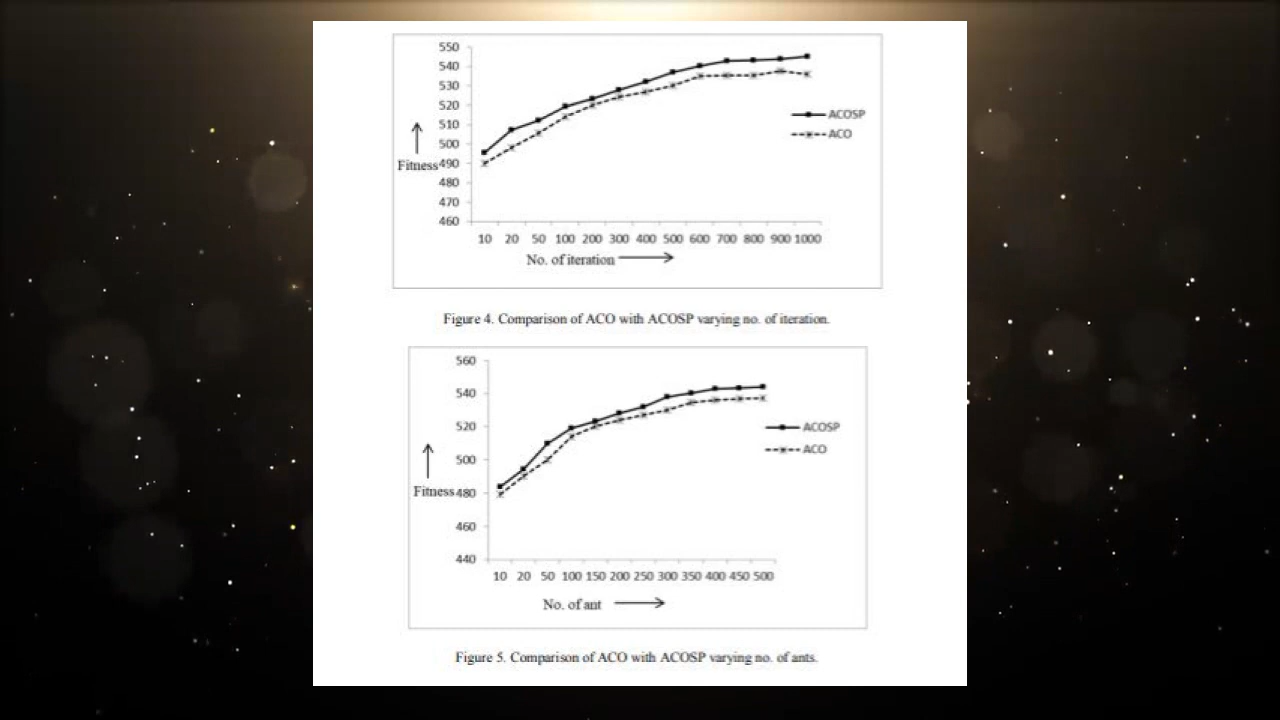 550
540
530
520
510
500
Fitness 490
480
470
460
ACOSP
ACO
10 20 50 100 200 300 400 500 600 700 800 900 1000
No. of iteration
Figure 4. Comparison of ACO with ACOSP varying no. of iteration.
560
540
520
500
Fitness 480
460
440
ACOSP
ACO
10 20 50 100 150 200 250 300 350 400 450 500
No. of ant
Figure 5. Comparison of ACO with ACOSP varying no. of ants.